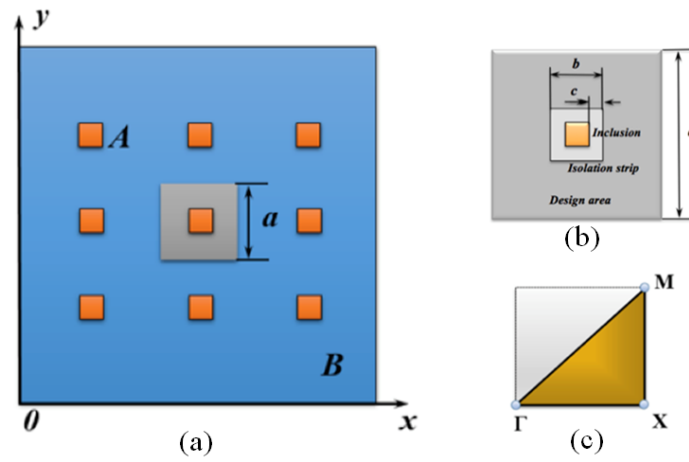 y
A
a
B
0
x
(a)
b
c
Inclusion
Isolation strip
Design area
(b)
M
Γ
X
(c)